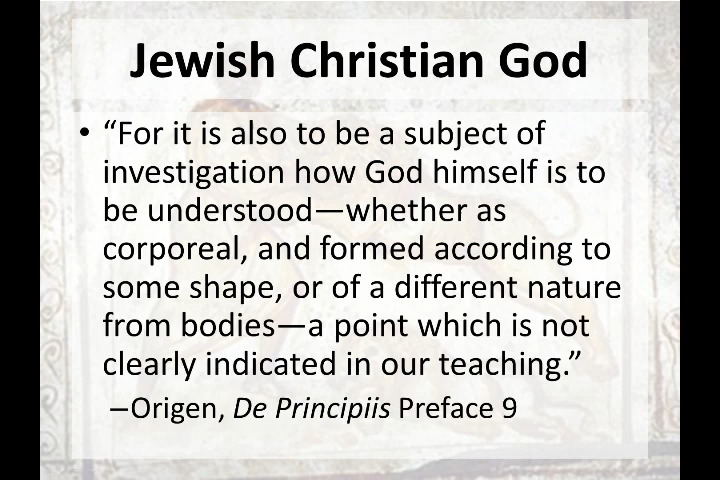 Jewish Christian God
• “For it is also to be a subject of
investigation how God himself is to
be understood—whether as
corporeal, and formed according to
some shape, or of a different nature
from bodies—a point which is not
clearly indicated in our teaching.”
–Origen, De Principiis Preface 9